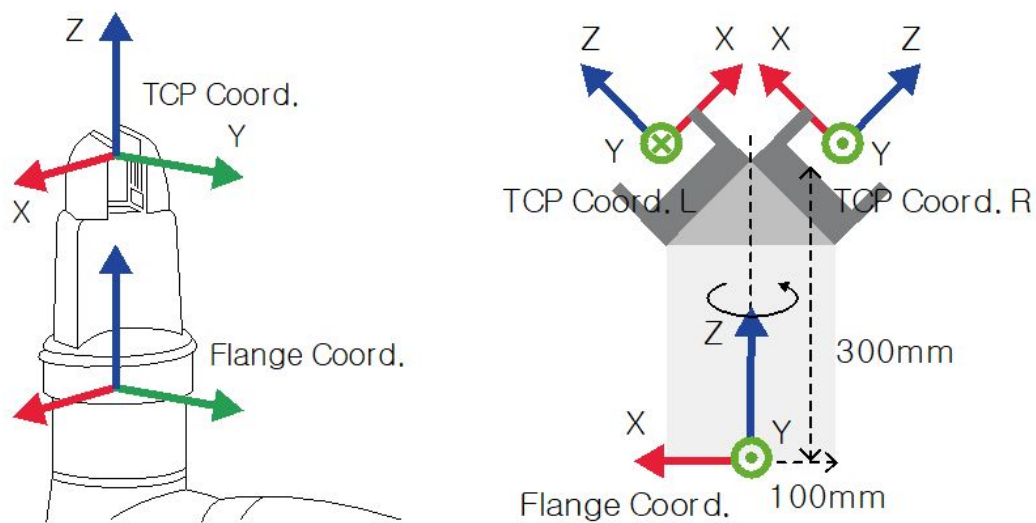 Z
TCP Coord.
Y
X
Flange Coord.
Z
X
X
Z
Y
Y
TCP Coord. L
TCP Coord. R
Z
300mm
X
Y
Flange Coord.
100mm